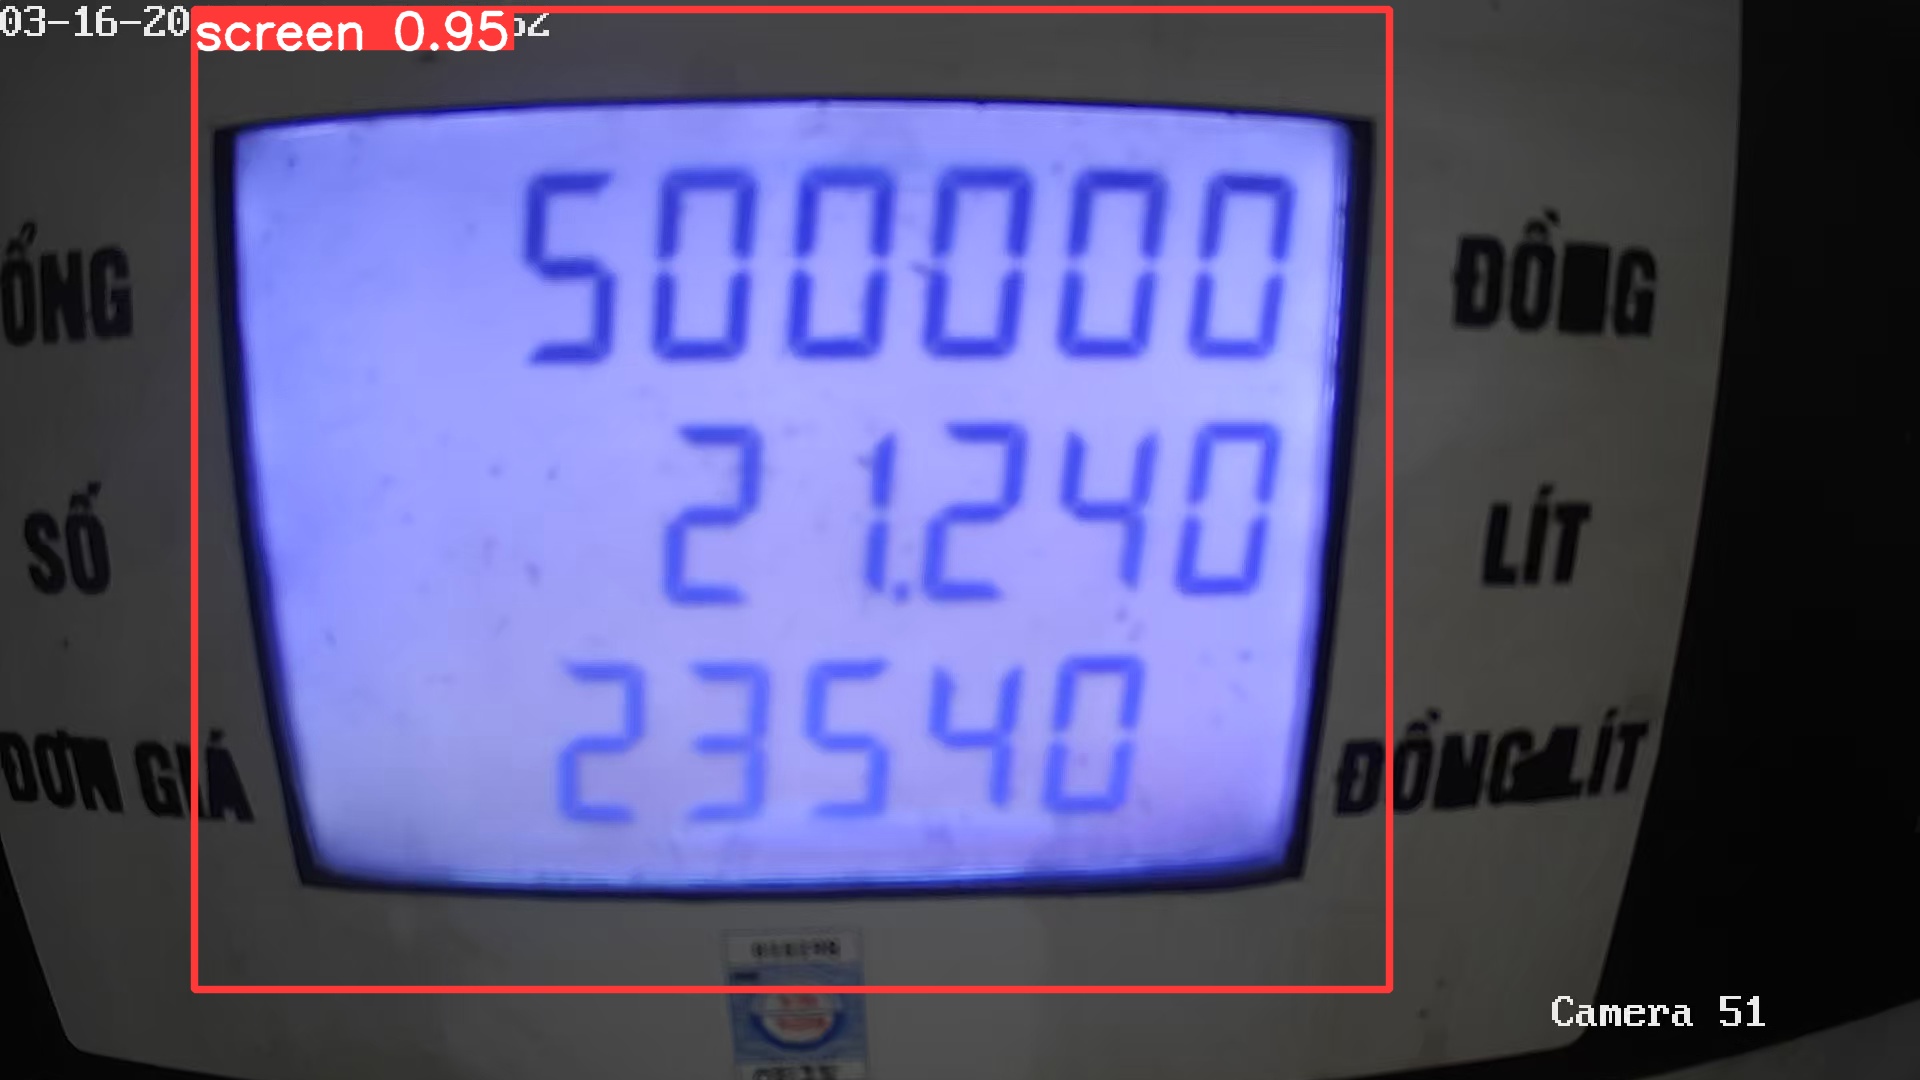 03-16-20
screen 0.95
500000
ĐỒNG
SỐ
21.240
LÍT
ĐƠN GIÁ
23540
ĐỒNG/LÍT
Camera 51